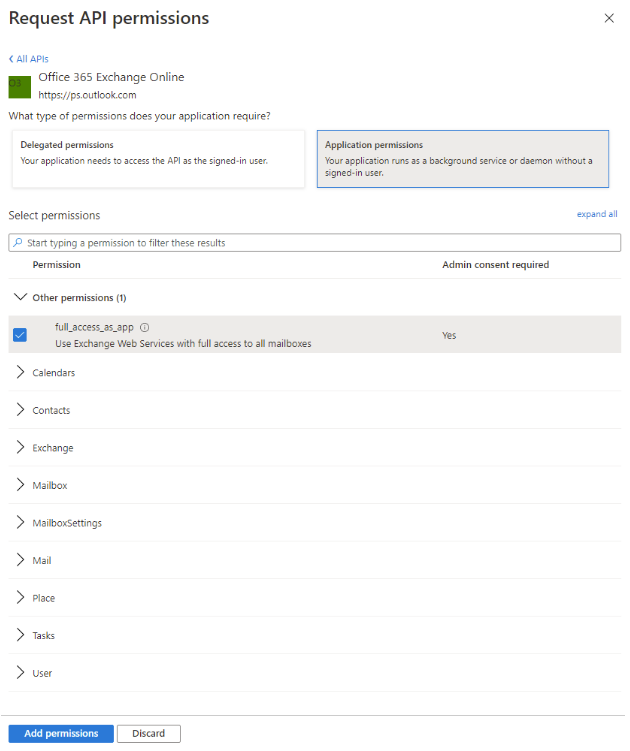 Request API permissions
All APIs
Office 365 Exchange Online
https://ps.outlook.com
What type of permissions does your application require?
Delegated permissions
Your application needs to access the API as the signed-in user.
Application permissions
Your application runs as a background service or daemon without a
signed-in user.
Select permissions
expand all
Start typing a permission to filter these results
Permission
Admin consent required
Other permissions (1)
full_access_as_app
Use Exchange Web Services with full access to all mailboxes
Yes
Calendars
Contacts
Exchange
Mailbox
MailboxSettings
Mail
Place
Tasks
User
Add permissions
Discard